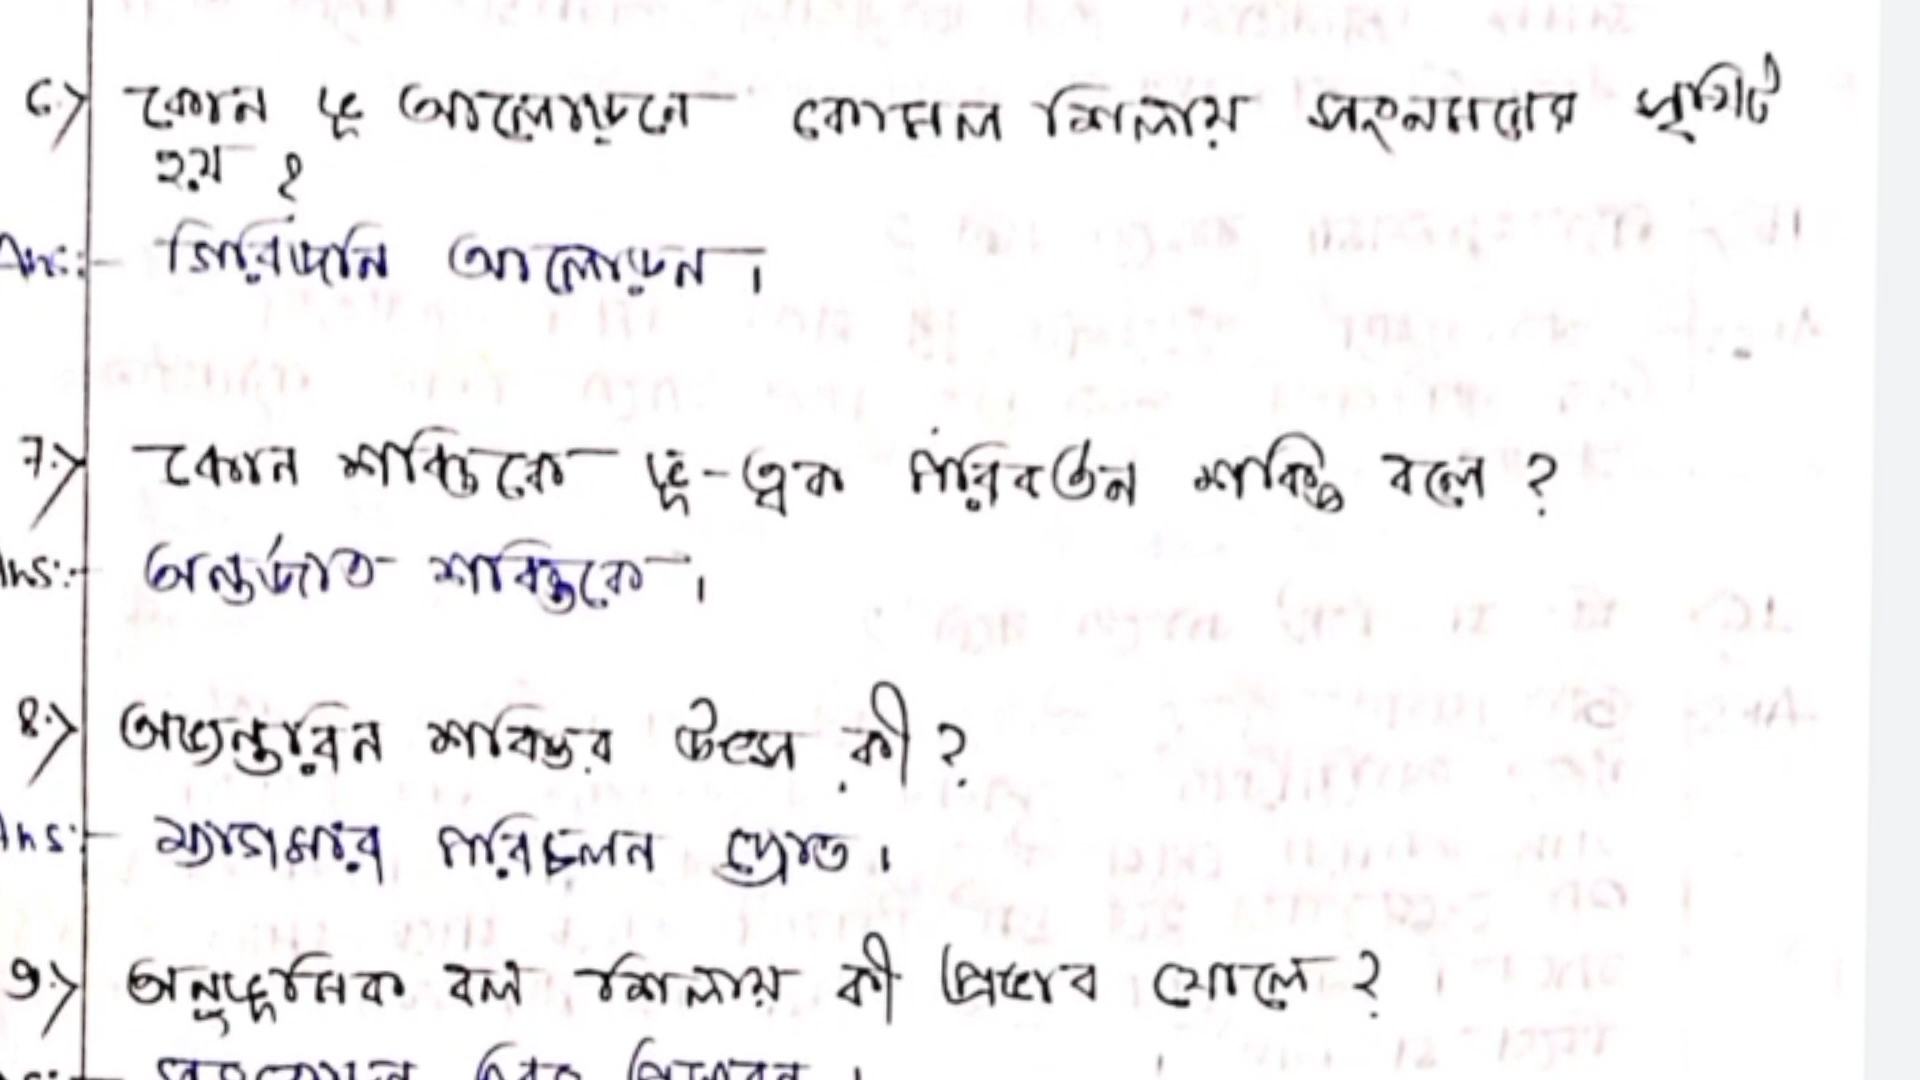 6.> কোন ভূ আলোড়নে কোমল শিলায় সংনমনের সৃষ্টি
হয় ?
Ans:- গিরিজনি আলোড়ন।
7.> কোন শক্তিকে ভূ-ত্বক পরিবর্তন শক্তি বলে ?
Ans:- অন্তর্জাত শক্তিকে।
8.> অভ্যন্তরিন শক্তির উৎস কী ?
Ans:- ম্যাগমার পরিচলন স্রোত।
9.> অনুভূমিক বল শিলায় কী প্রভাব ফেলে ?